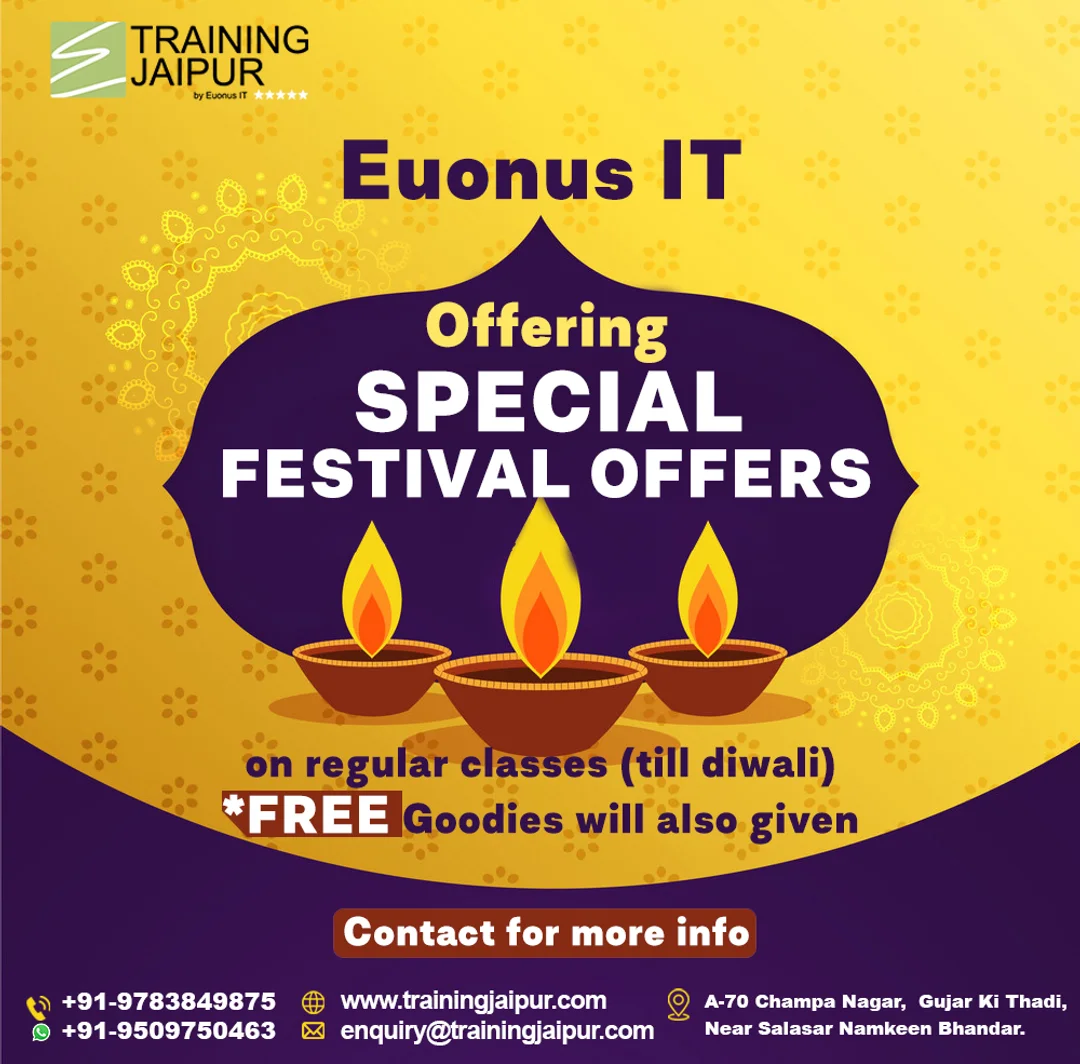 TRAINING
JAIPUR
by Euonus IT
Euonus IT
Offering
SPECIAL
FESTIVAL OFFERS
on regular classes (till diwali)
*FREE Goodies will also given
Contact for more info
+91-9783849875
+91-9509750463
www.trainingjaipur.com
enquiry@trainingjaipur.com
A-70 Champa Nagar, Gujar Ki Thadi,
Near Salasar Namkeen Bhandar.